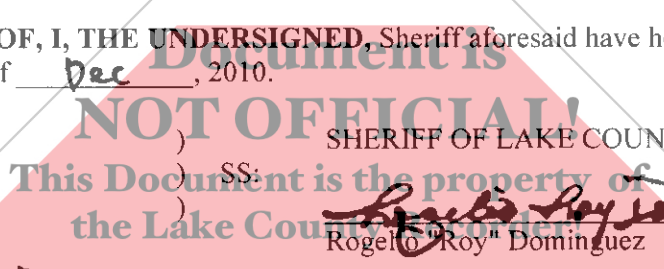 OF, I, THE UNDERSIGNED, Sheriff aforesaid have he
f Dec, 2010.
Document is
NOT OFFICIAL!
) SHERIFF OF LAKE COUN
) SS:
This Document is the property of
)
the Lake County Recorder!
Rogelio "Roy" Dominguez